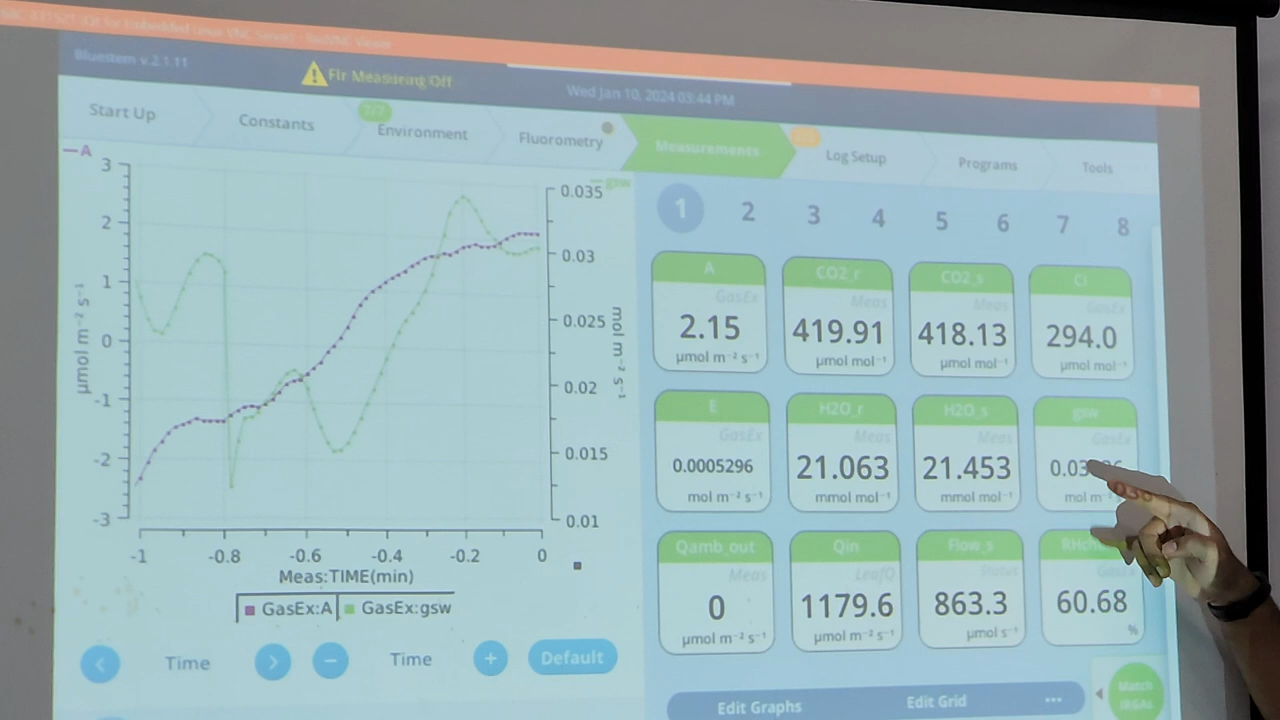 Bluestem v.2.1.11
Flr Measuring Off
Wed Jan 10, 2024 03:44 PM
Start Up
Constants
7/7
Environment
Fluorometry
Measurements
Log Setup
Programs
Tools
A
gsw
3
2
1
0
-1
-2
-3
µmol m⁻² s⁻¹
0.035
0.03
0.025
0.02
0.015
0.01
mol m⁻² s⁻¹
-1 -0.8 -0.6 -0.4 -0.2 0
Meas:TIME(min)
GasEx:A GasEx:gsw
Time
Time
Default
1 2 3 4 5 6 7 8
A
GasEx
2.15
µmol m⁻² s⁻¹
CO2_r
Meas
419.91
µmol mol⁻¹
CO2_s
Meas
418.13
µmol mol⁻¹
Ci
GasEx
294.0
µmol mol⁻¹
E
GasEx
0.0005296
mol m⁻² s⁻¹
H2O_r
Meas
21.063
mmol mol⁻¹
H2O_s
Meas
21.453
mmol mol⁻¹
gsw
GasEx
mol m⁻²
Qamb_out
Meas
0
µmol m⁻² s⁻¹
Qin
LeafQ
1179.6
µmol m⁻² s⁻¹
Flow_s
Status
863.3
µmol s⁻¹
60.68
%
Edit Graphs
Edit Grid
Match
IRGAs